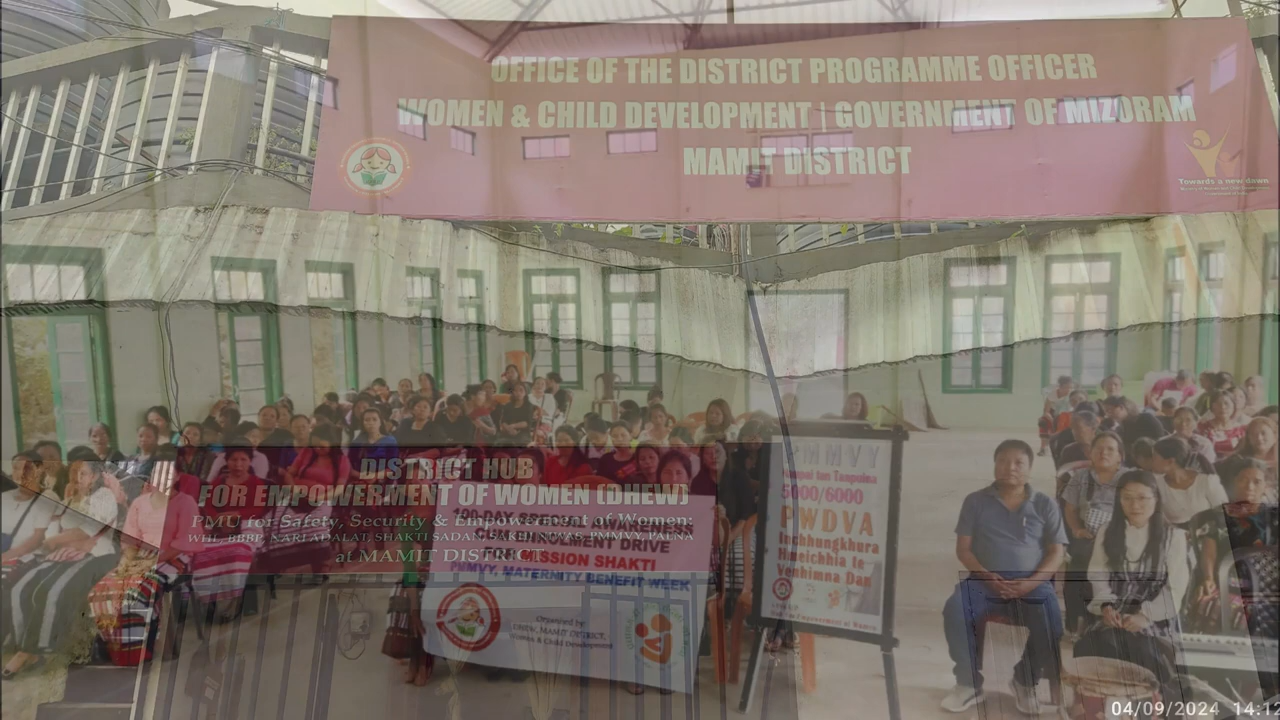 OFFICE OF THE DISTRICT PROGRAMME OFFICER
WOMEN & CHILD DEVELOPMENT | GOVERNMENT OF MIZORAM
MAMIT DISTRICT
Towards a new dawn
DISTRICT HUB
FOR EMPOWERMENT OF WOMEN (DHEW)
PMU for Safety, Security & Empowerment of Women:
WHL, BBBP, NARI ADALAT, SHAKTI SADAN, SAKHI NIWAS, PMMVY, PALNA
at MAMIT DISTRICT
100-DAY SPECIAL AWARENESS
DRIVE
FOR MISSION SHAKTI
PMMVY, MATERNITY BENEFIT WEEK
Organised by
DHEW, MAMIT DISTRICT,
Women & Child Development
PMMVY
5000/6000
PWDVA
Inchhungkhura
Hmeichhia te
Venhimna Dan
04/09/2024 14:12